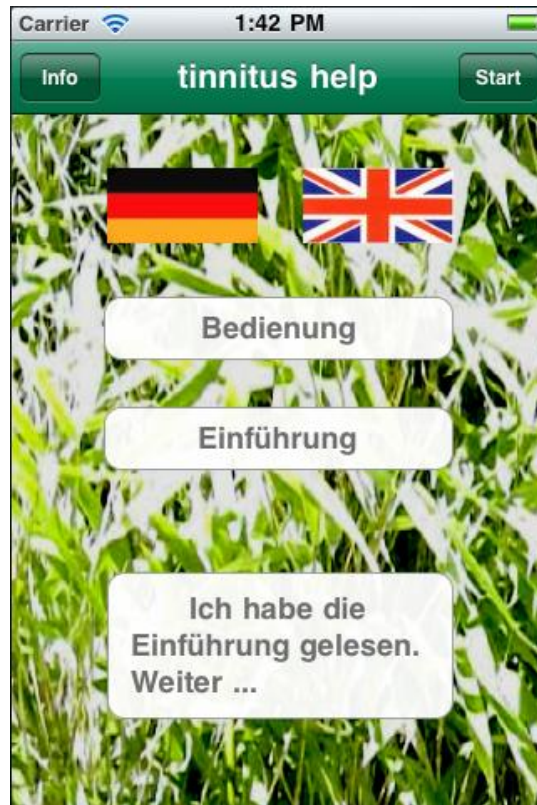 Carrier 1:42 PM
Info tinnitus help Start
Bedienung
Einführung
Ich habe die
Einführung gelesen.
Weiter ...